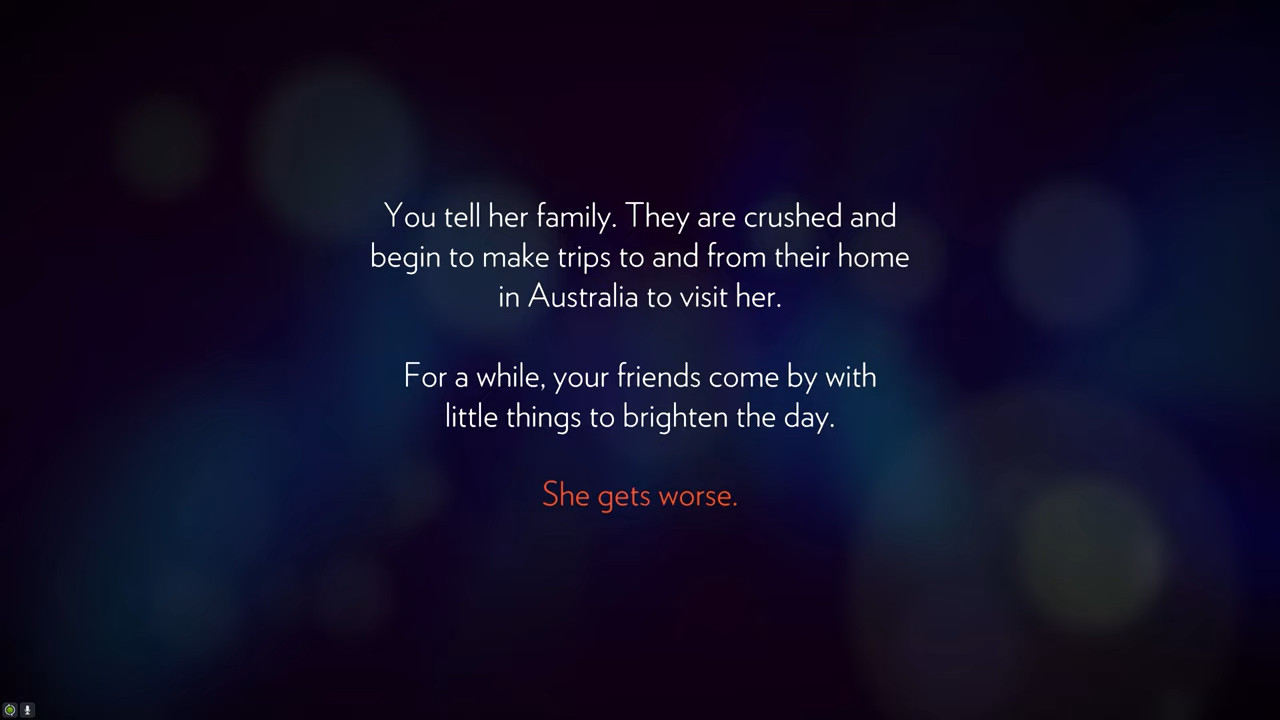 You tell her family. They are crushed and
begin to make trips to and from their home
in Australia to visit her.
For a while, your friends come by with
little things to brighten the day.
She gets worse.